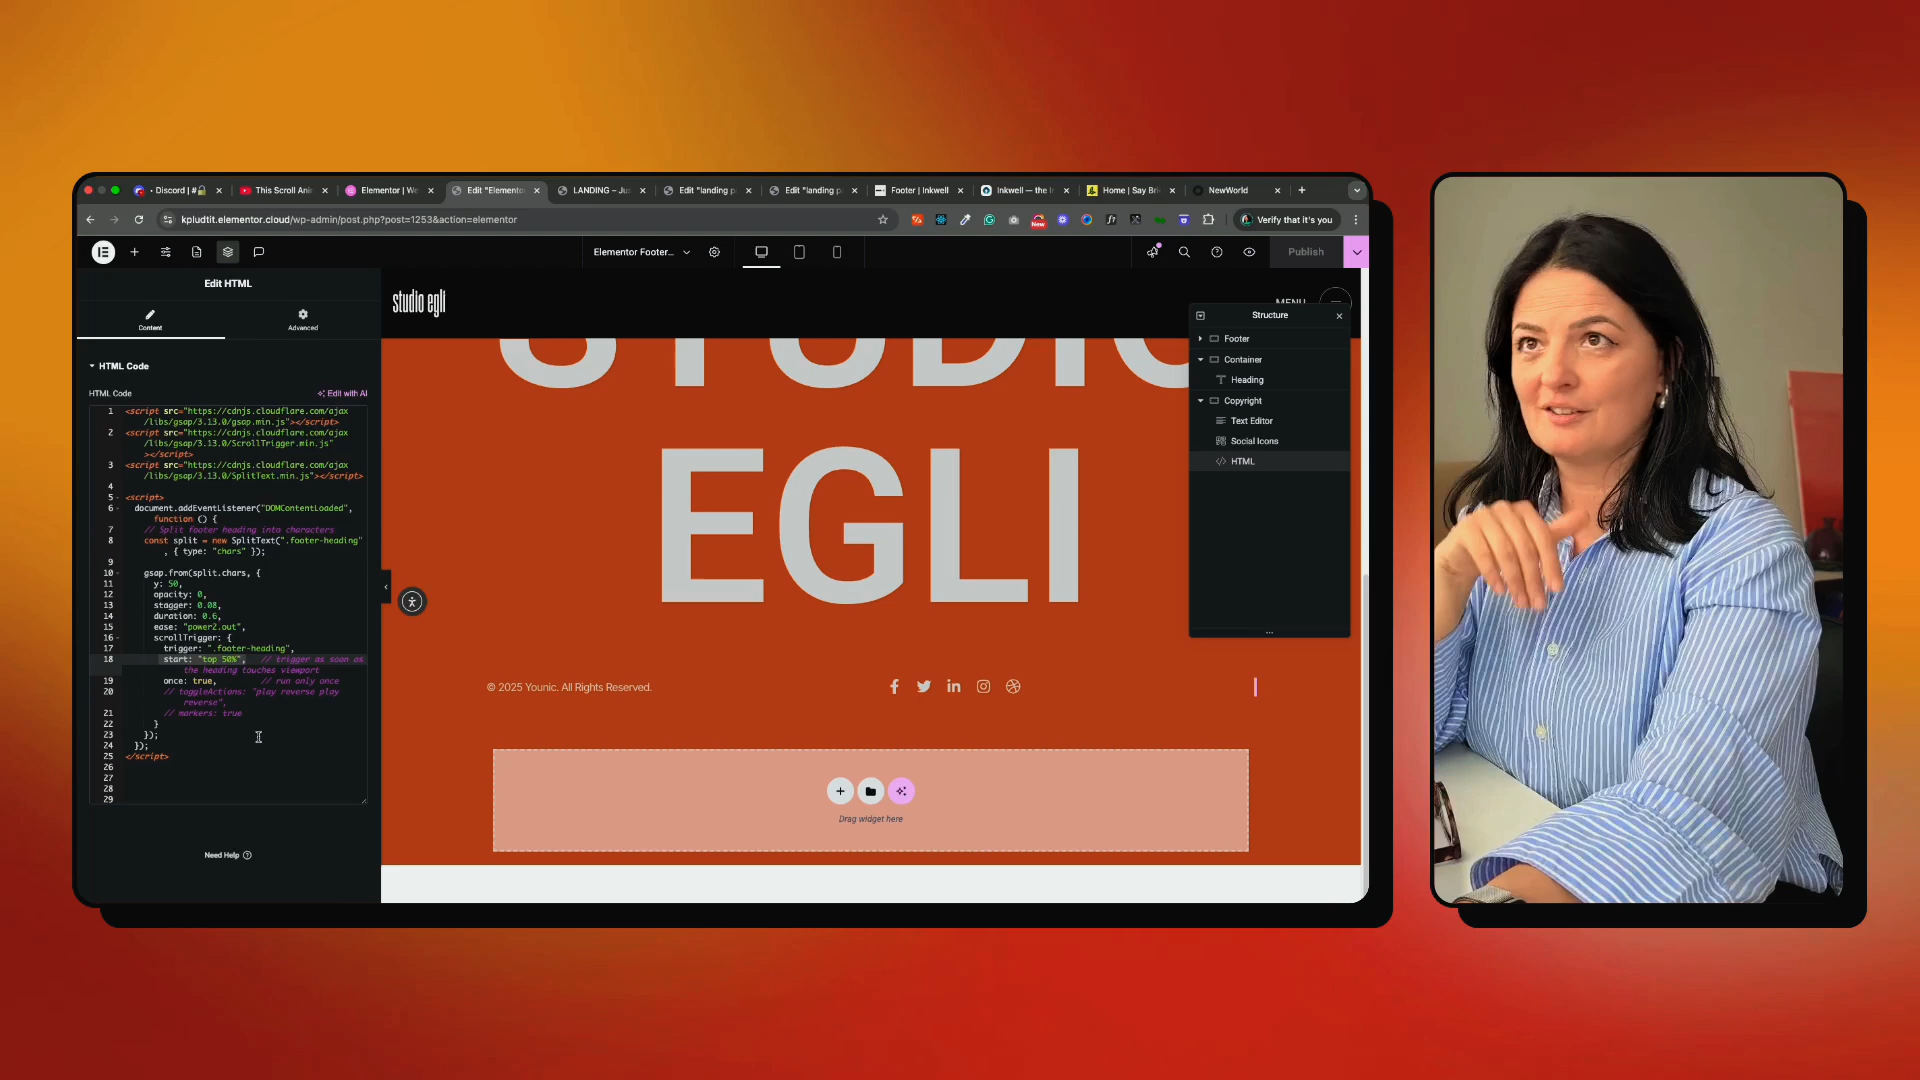 Discord | #
This Scroll Ani
Elementor | We
Edit "Elemento
LANDING – Jus
Edit "landing p
Edit "landing p
Footer | Inkwell
Inkwell — the I
Home | Say Bri
NewWorld
kpludtit.elementor.cloud/wp-admin/post.php?post=1253&action=elementor
New
Verify that it's you
Elementor Footer...
Publish
Edit HTML
Content
Advanced
HTML Code
HTML Code
Edit with AI
1 <script src="https://cdnjs.cloudflare.com/ajax
/libs/gsap/3.13.0/gsap.min.js"></script>
2 <script src="https://cdnjs.cloudflare.com/ajax
/libs/gsap/3.13.0/ScrollTrigger.min.js"
></script>
3 <script src="https://cdnjs.cloudflare.com/ajax
/libs/gsap/3.13.0/SplitText.min.js"></script>
4
5 <script>
6 document.addEventListener("DOMContentLoaded",
function () {
7 // Split footer heading into characters
8 const split = new SplitText(".footer-heading"
, { type: "chars" });
9
10 gsap.from(split.chars, {
11 y: 50,
12 opacity: 0,
13 stagger: 0.08,
14 duration: 0.6,
15 ease: "power2.out",
16 scrollTrigger: {
17 trigger: ".footer-heading",
18 start: "top 50%", // trigger as soon as
the heading touches viewport
19 once: true, // run only once
20 // toggleActions: "play reverse play
reverse",
21 // markers: true
22 }
23 });
24 });
25 </script>
26
27
28
29
Need Help
studio egli
MENU
STUDIO
EGLI
© 2025 Younic. All Rights Reserved.
Drag widget here
Structure
Footer
Container
Heading
Copyright
Text Editor
Social Icons
HTML